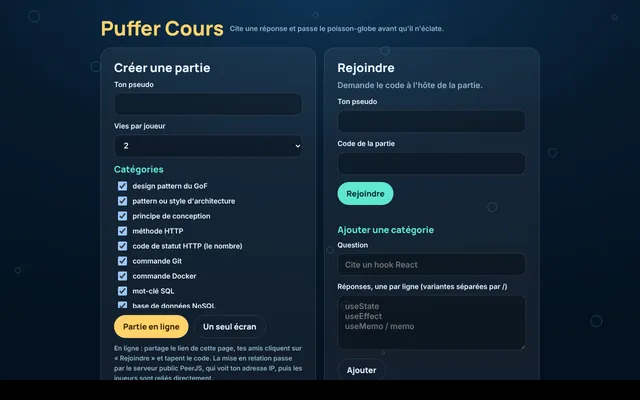 Puffer Cours
Cite une réponse et passe le poisson-globe avant qu'il n'éclate.
Créer une partie
Ton pseudo
Vies par joueur
2
Catégories
design pattern du GoF
pattern ou style d'architecture
principe de conception
méthode HTTP
code de statut HTTP (le nombre)
commande Git
commande Docker
mot-clé SQL
base de données NoSQL
Partie en ligne
Un seul écran
En ligne : partage le lien de cette page, tes amis cliquent sur
« Rejoindre » et tapent le code. La mise en relation passe
par le serveur public PeerJS, qui voit ton adresse IP, puis les
joueurs sont reliés directement.
Rejoindre
Demande le code à l'hôte de la partie.
Ton pseudo
Code de la partie
Rejoindre
Ajouter une catégorie
Question
Cite un hook React
Réponses, une par ligne (variantes séparées par /)
useState
useEffect
useMemo / memo
Ajouter